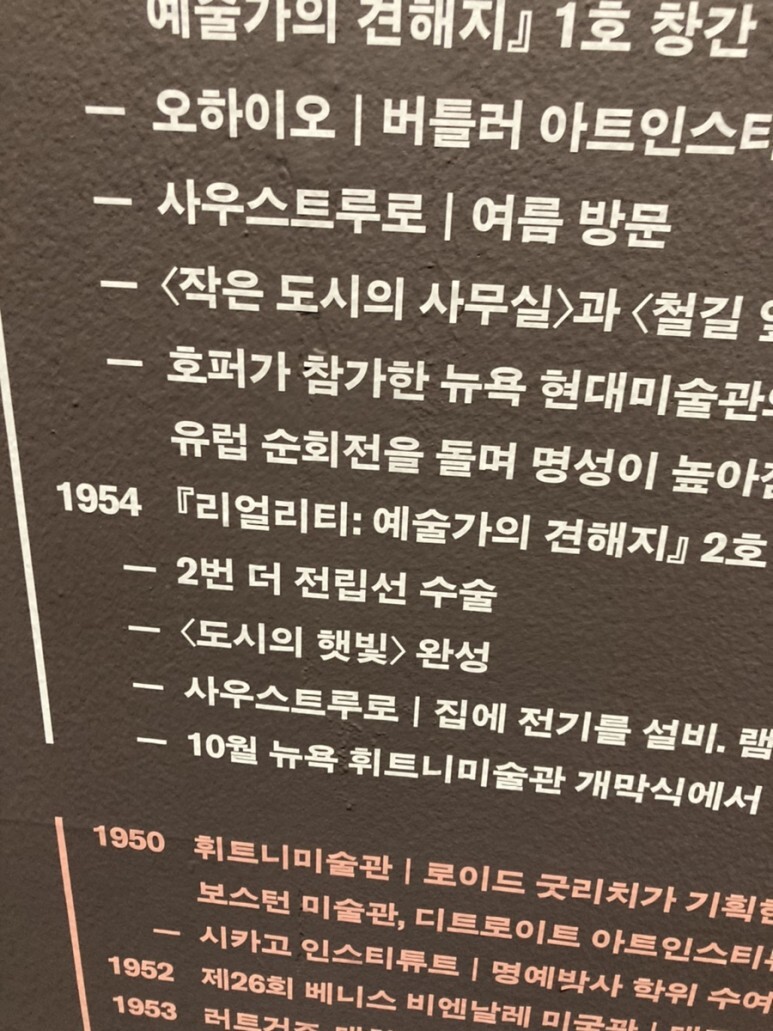 예술가의 견해지』 1호 창간
— 오하이오 | 버틀러 아트인스티
— 사우스트루로 | 여름 방문
— 〈작은 도시의 사무실〉과 〈철길
— 호퍼가 참가한 뉴욕 현대미술관
유럽 순회전을 돌며 명성이 높아
1954 『리얼리티: 예술가의 견해지』 2호
— 2번 더 전립선 수술
— 〈도시의 햇빛〉 완성
— 사우스트루로 | 집에 전기를 설비. 램
— 10월 뉴욕 휘트니미술관 개막식에서
1950 휘트니미술관 | 로이드 굿리치가 기획한
보스턴 미술관, 디트로이트 아트인스티
— 시카고 인스티튜트 | 명예박사 학위 수여
1952 제26회 베니스 비엔날레 미국관
1953